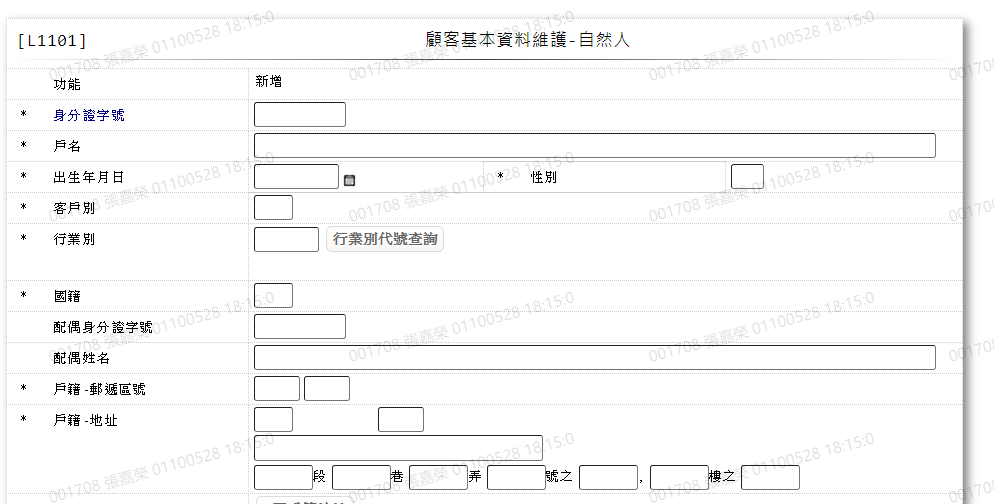 [L1101] 顧客基本資料維護-自然人
功能 新增
* 身分證字號
* 戶名
* 出生年月日 * 性別
* 客戶別
* 行業別 行業別代號查詢
* 國籍
配偶身分證字號
配偶姓名
* 戶籍-郵遞區號
* 戶籍-地址
段 巷 弄 號之 , 樓之
001708 張嘉榮 01100528 18:15:0